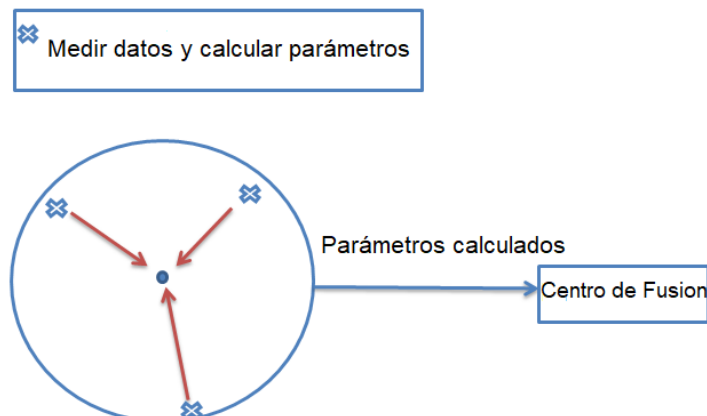 Medir datos y calcular parámetros
Parámetros calculados
Centro de Fusion